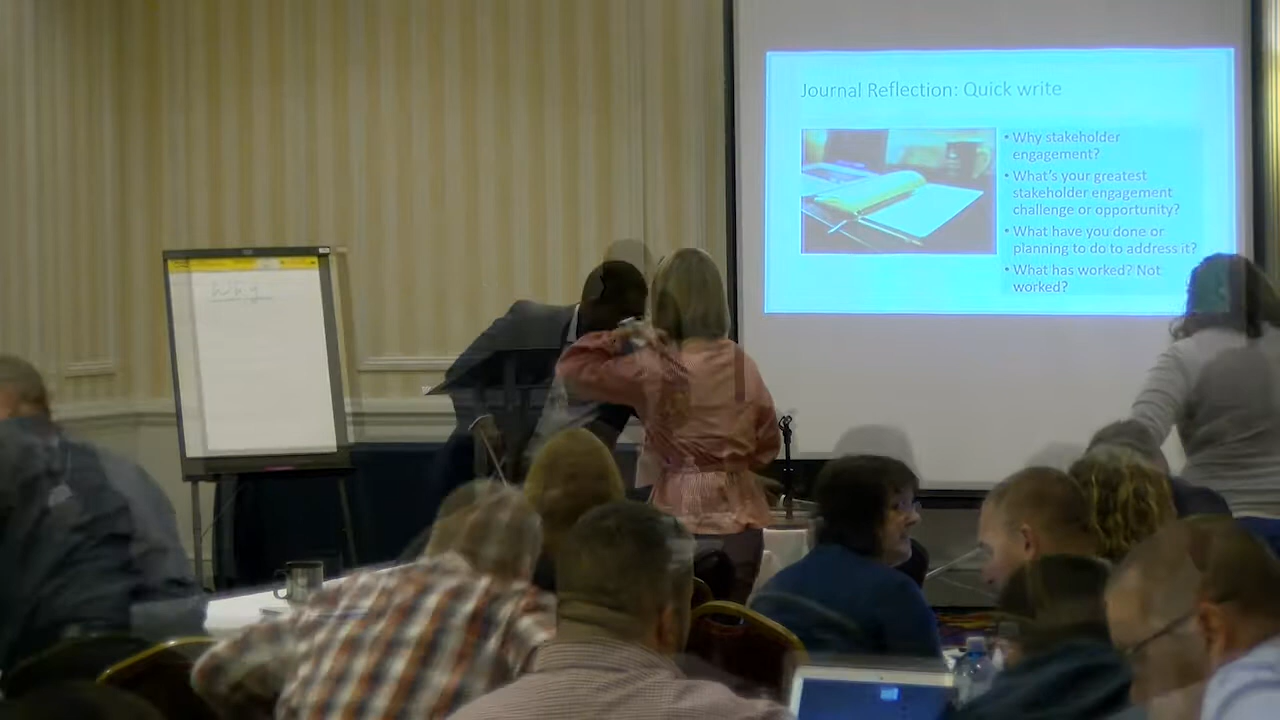 Why
Journal Reflection: Quick write
• Why stakeholder
engagement?
• What's your greatest
stakeholder engagement
challenge or opportunity?
• What have you done or
planning to do to address it?
• What has worked? Not
worked?